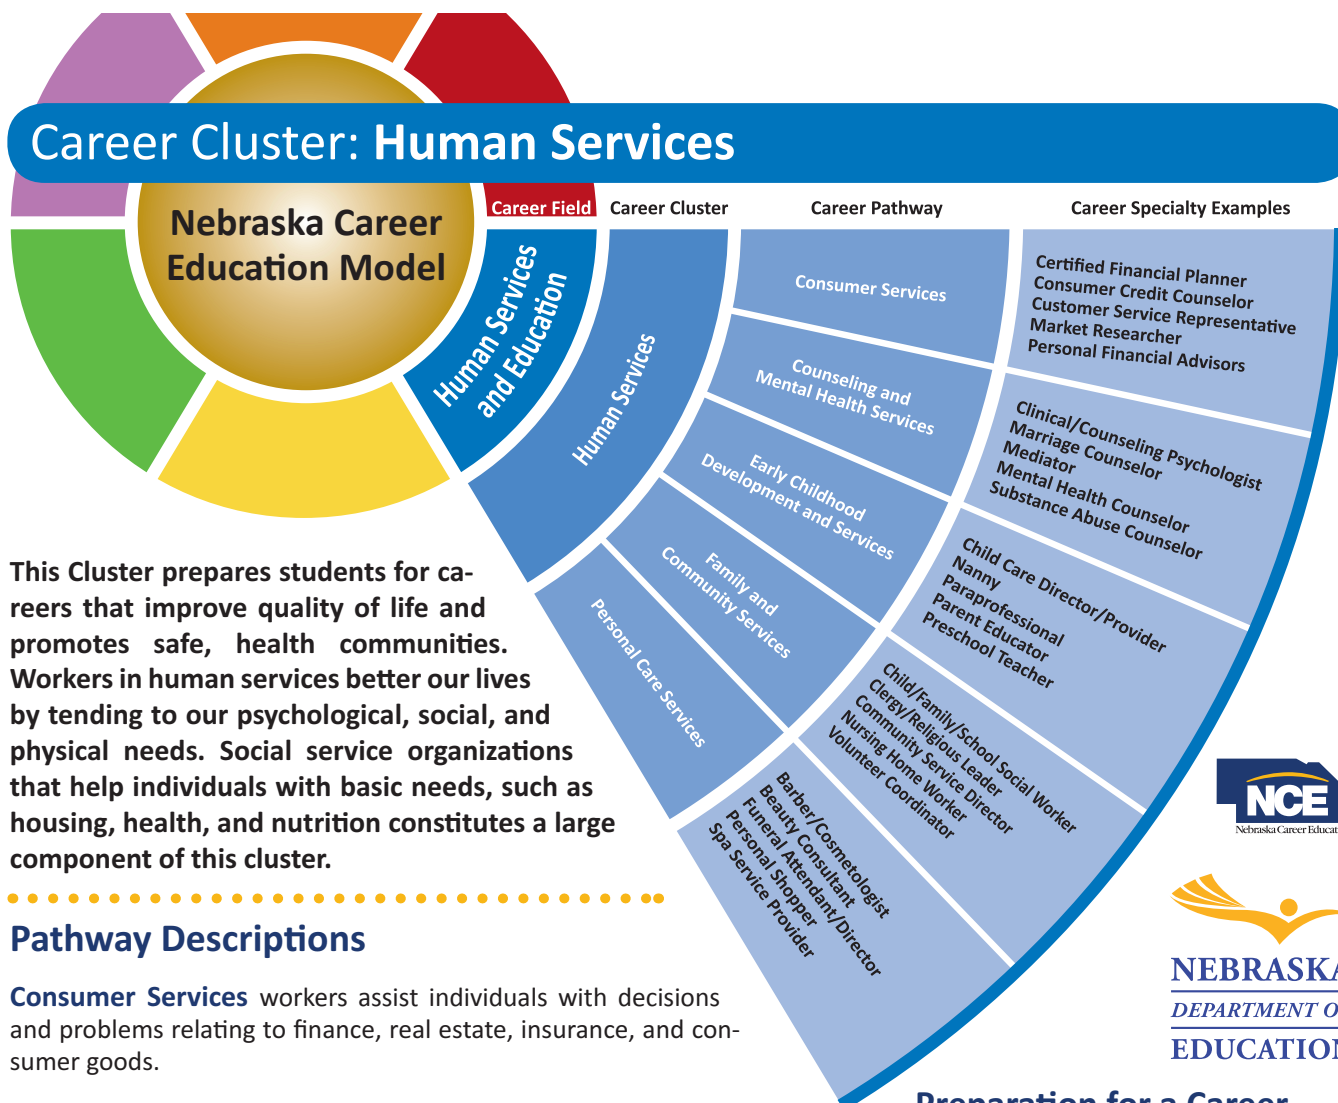 Career Cluster: Human Services
Nebraska Career
Education Model
Career Field
Career Cluster
Career Pathway
Career Specialty Examples
Human Services
and Education
Human Services
Consumer Services
Certified Financial Planner
Consumer Credit Counselor
Customer Service Representative
Market Researcher
Personal Financial Advisors
Counseling and
Mental Health Services
Clinical/Counseling Psychologist
Marriage Counselor
Mediator
Mental Health Counselor
Substance Abuse Counselor
Early Childhood
Development and Services
Child Care Director/Provider
Nanny
Paraprofessional
Parent Educator
Preschool Teacher
Family and
Community Services
Child/Family/School Social Worker
Clergy/Religious Leader
Community Service Director
Nursing Home Worker
Volunteer Coordinator
Personal Care Services
Barber/Cosmetologist
Beauty Consultant
Funeral Attendant/Director
Personal Shopper
Spa Service Provider
This Cluster prepares students for ca-
reers that improve quality of life and
promotes safe, health communities.
Workers in human services better our lives
by tending to our psychological, social, and
physical needs. Social service organizations
that help individuals with basic needs, such as
housing, health, and nutrition constitutes a large
component of this cluster.
Pathway Descriptions
Consumer Services workers assist individuals with decisions
and problems relating to finance, real estate, insurance, and con-
sumer goods.
NCE
Nebraska Career Educat
NEBRASKA
DEPARTMENT O
EDUCATION
Preparation for a Career